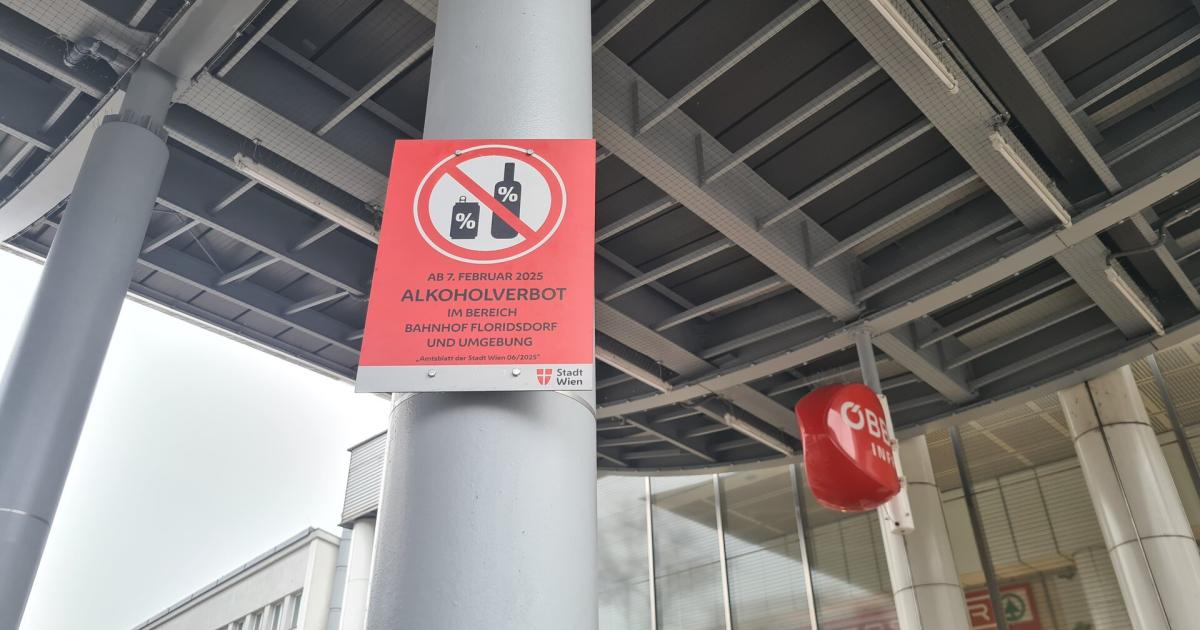 %
%
AB 7. FEBRUAR 2025
ALKOHOLVERBOT
IM BEREICH
BAHNHOF FLORIDSDORF
UND UMGEBUNG
„Amtsblatt der Stadt Wien 06/2025"
Stadt
Wien
ÖBB